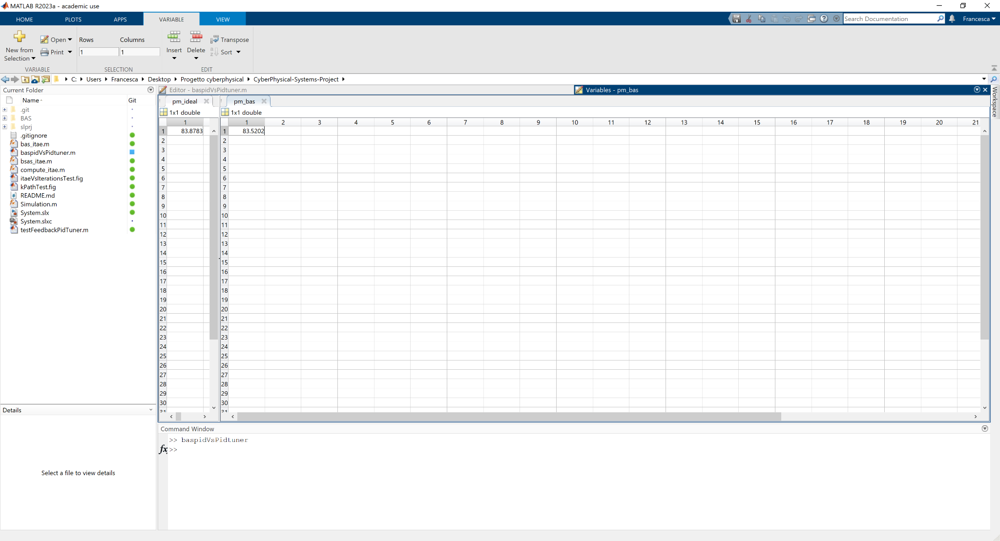 MATLAB R2023a - academic use
HOME PLOTS APPS VARIABLE VIEW
Search Documentation
Francesca
New from
Selection
Open
Print
Rows Columns
1 1
Insert
Delete
Transpose
Sort
VARIABLE SELECTION EDIT
C: Users Francesca Desktop Progetto cyberphysical CyberPhysical-Systems-Project
Current Folder
Name Git
.git
BAS
slprj
.gitignore
bas_itae.m
baspidVsPidtuner.m
bsas_itae.m
compute_itae.m
itaeVsIterationsTest.fig
kPathTest.fig
README.md
Simulation.m
System.slx
System.slxc
testFeedbackPidTuner.m
Details
Select a file to view details
Editor - baspidVsPidtuner.m
Variables - pm_bas
Workspace
pm_ideal
1x1 double
1
1 83.8783
2
3
4
5
6
7
8
9
10
11
12
13
14
15
16
17
18
19
20
21
22
23
24
25
26
27
28
29
30
31
pm_bas
1x1 double
1 2 3 4 5 6 7 8 9 10 11 12 13 14 15 16 17 18 19 20 21
1 83.5202
2
3
4
5
6
7
8
9
10
11
12
13
14
15
16
17
18
19
20
21
22
23
24
25
26
27
28
29
30
31
Command Window
>> baspidVsPidtuner
fx >>